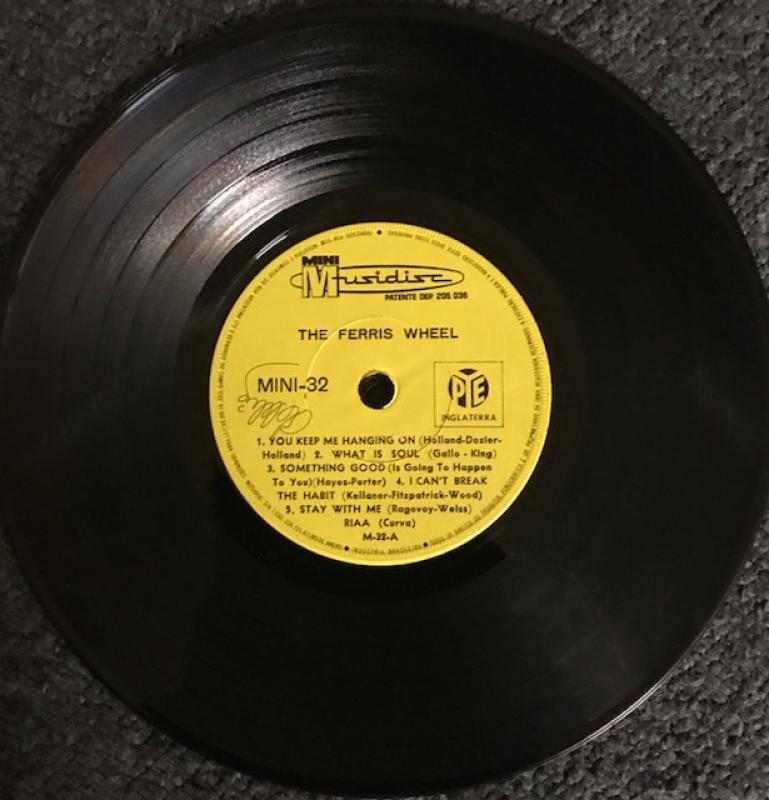 MINI
Musidisc
PATENTE DEP 206.036
THE FERRIS WHEEL
MINI-32
PYE
INGLATERRA
1. YOU KEEP ME HANGING ON (Holland-Dozier-
Holland) 2. WHAT IS SOUL (Gallo - King)
3. SOMETHING GOOD (Is Going To Happen
To You)(Hayes-Porter) 4. I CAN'T BREAK
THE HABIT (Kellaner-Fitzpatrick-Wood)
5. STAY WITH ME (Ragovoy-Weiss)
RIAA (Curva)
M-32-A
INDÚSTRIA BRASILEIRA